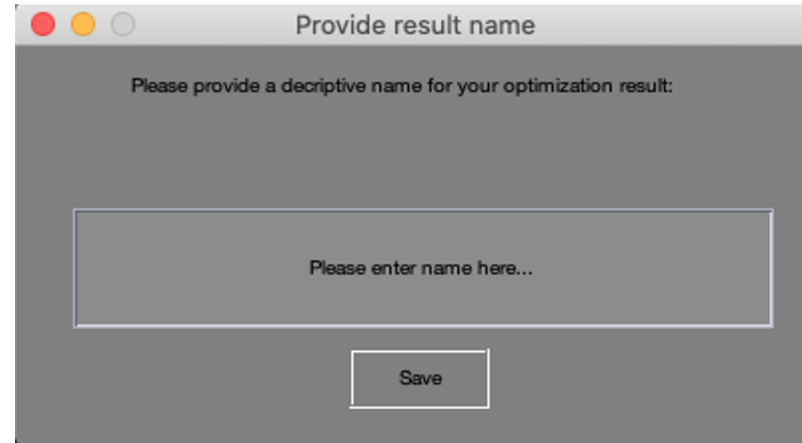 Provide result name
Please provide a decriptive name for your optimization result:
Please enter name here...
Save